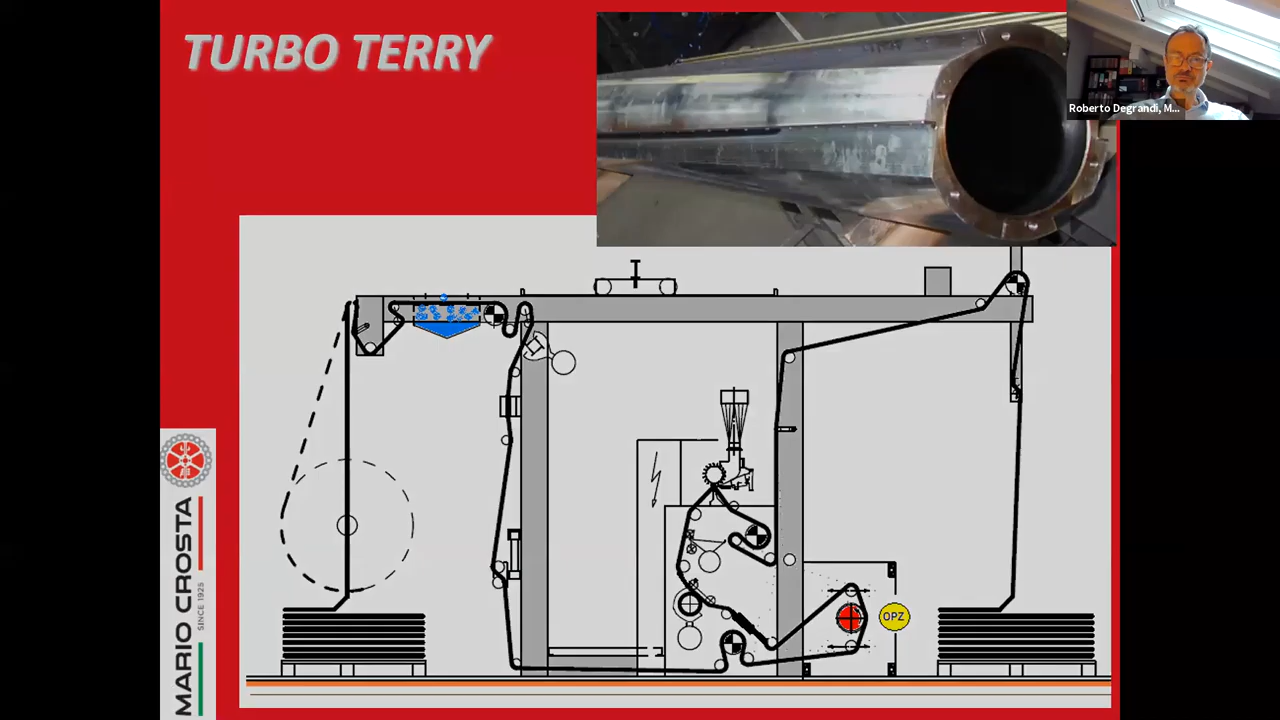 TURBO TERRY
Roberto Degrandi, M...
OPZ
MARIO CROSTA
SINCE 1925